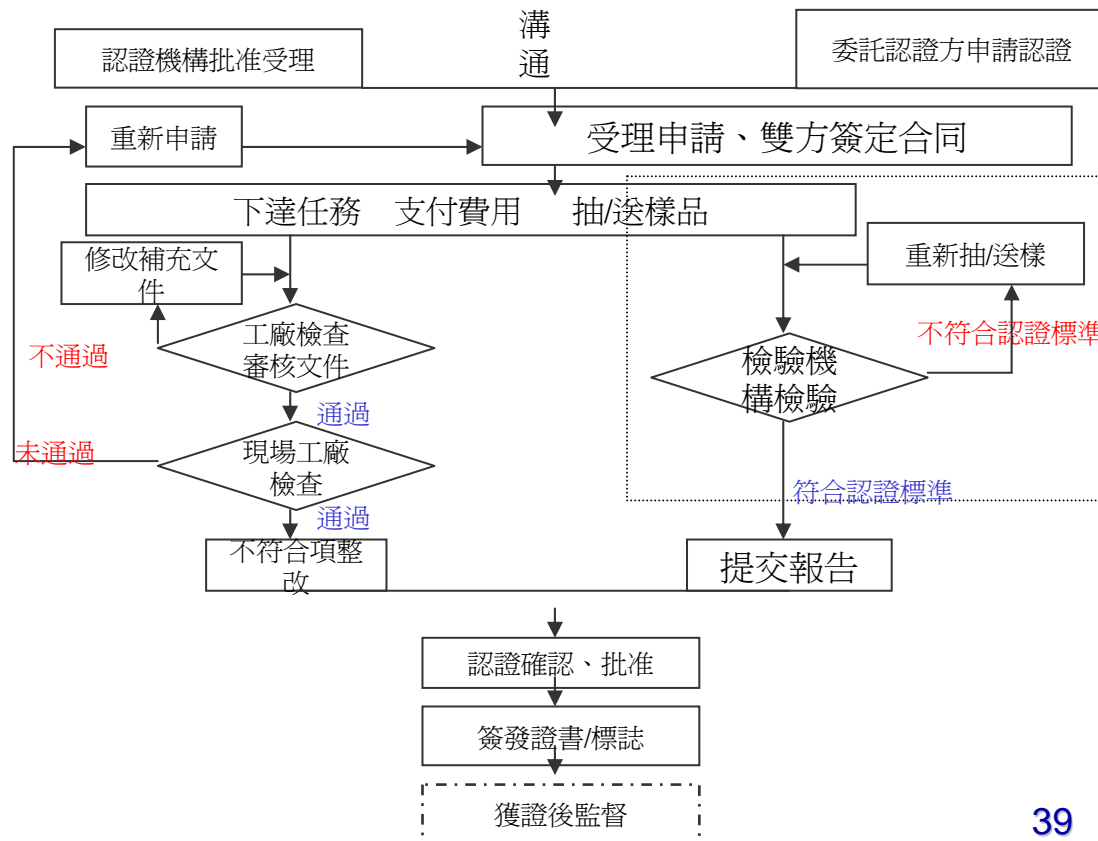 溝
通
認證機構批准受理
委託認證方申請認證
重新申請
受理申請、雙方簽定合同
下達任務 支付費用 抽/送樣品
修改補充文
件
重新抽/送樣
工廠檢查
審核文件
不通過
不符合認證標準
檢驗機
構檢驗
通過
現場工廠
檢查
未通過
符合認證標準
通過
不符合項整
改
提交報告
認證確認、批准
簽發證書/標誌
獲證後監督
39